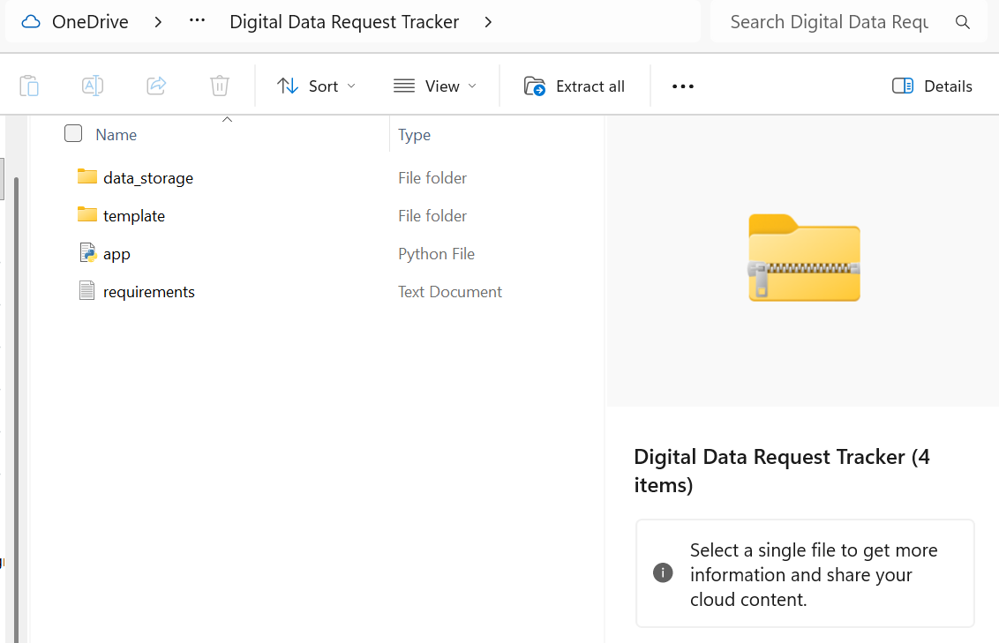 OneDrive > ··· Digital Data Request Tracker > Search Digital Data Requ
Sort View Extract all ··· Details
Name Type
data_storage File folder
template File folder
app Python File
requirements Text Document
Digital Data Request Tracker (4
items)
Select a single file to get more
information and share your
cloud content.